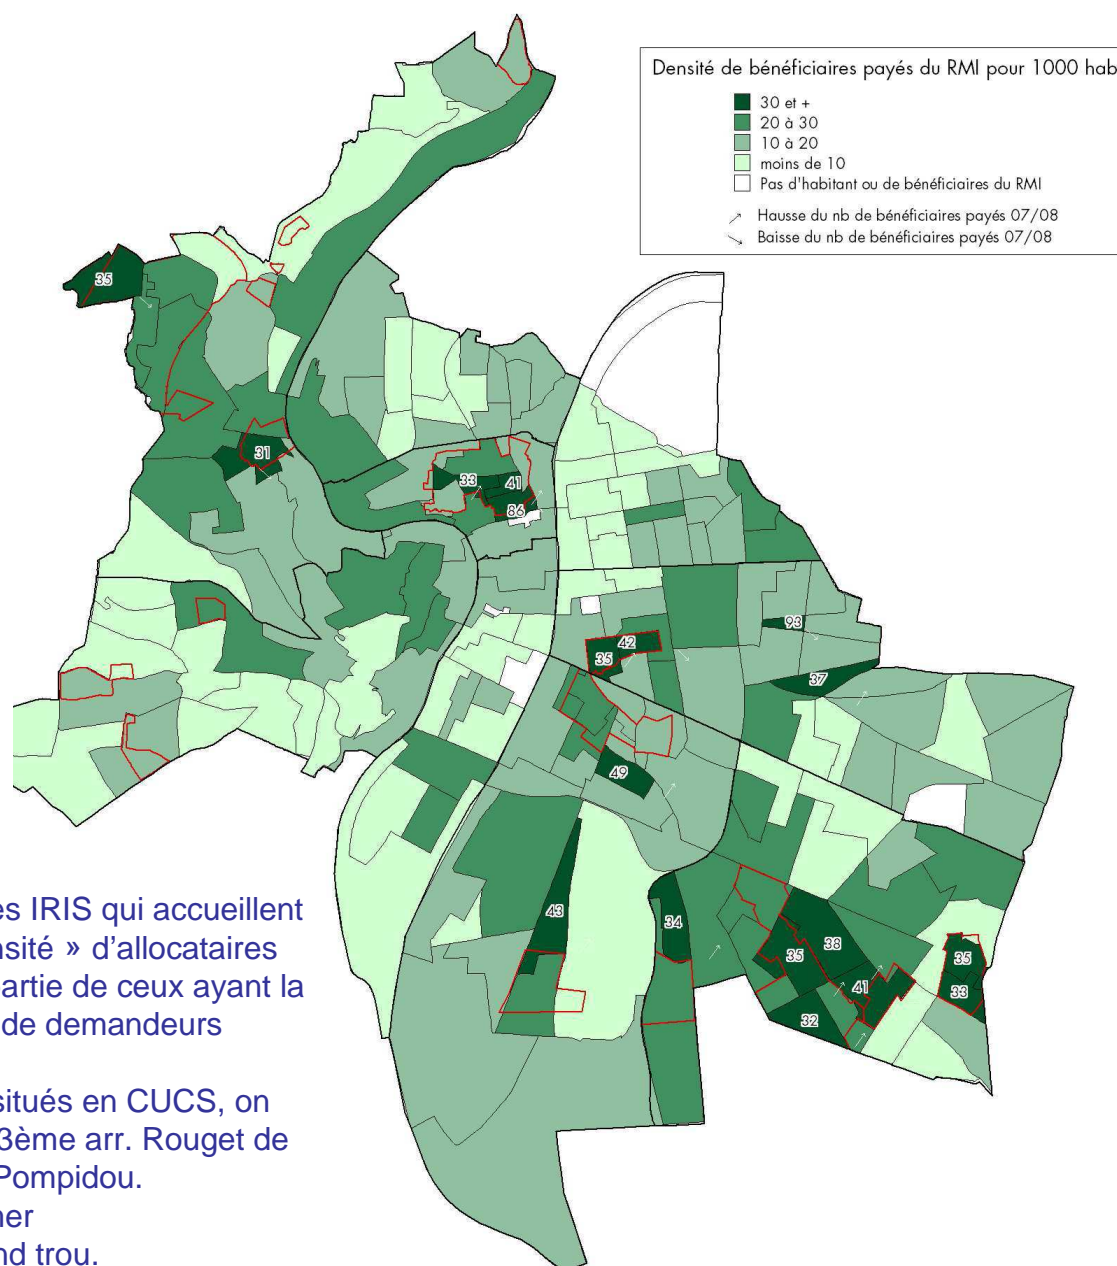 Densité de bénéficiaires payés du RMI pour 1000 hab
30 et +
20 à 30
10 à 20
moins de 10
Pas d'habitant ou de bénéficiaires du RMI
Hausse du nb de bénéficiaires payés 07/08
Baisse du nb de bénéficiaires payés 07/08
35
31
33
41
86
93
42
35
37
49
43
34
38
35
41
32
35
33
es IRIS qui accueillent
nsité » d'allocataires
partie de ceux ayant la
de demandeurs
situés en CUCS, on
3ème arr. Rouget de
Pompidou.
ner
nd trou.